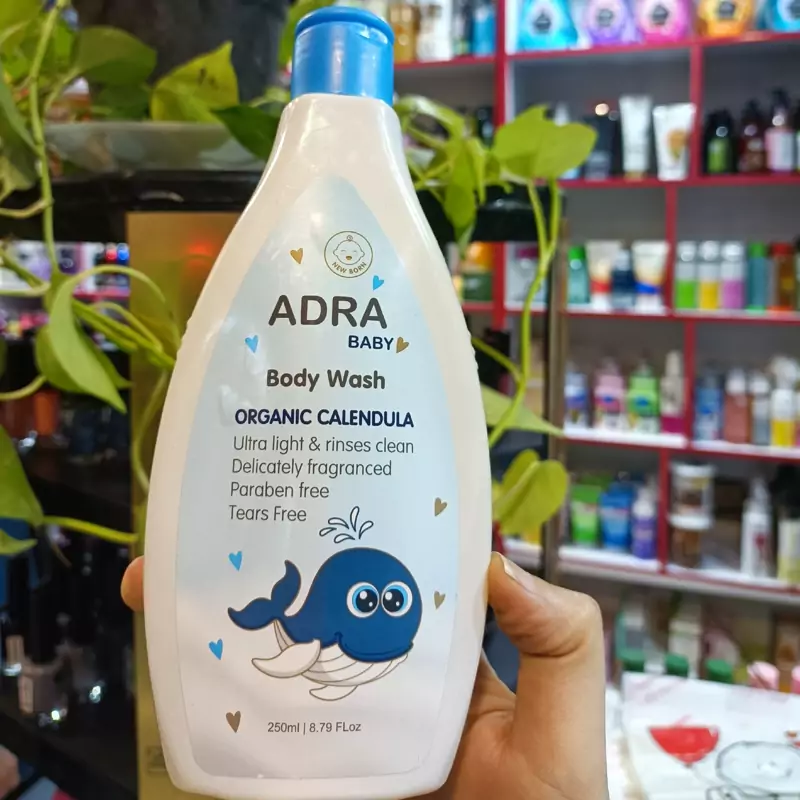 NEW BORN
ADRA
BABY
Body Wash
ORGANIC CALENDULA
Ultra light & rinses clean
Delicately fragranced
Paraben free
Tears Free
250ml | 8.79 FLoz